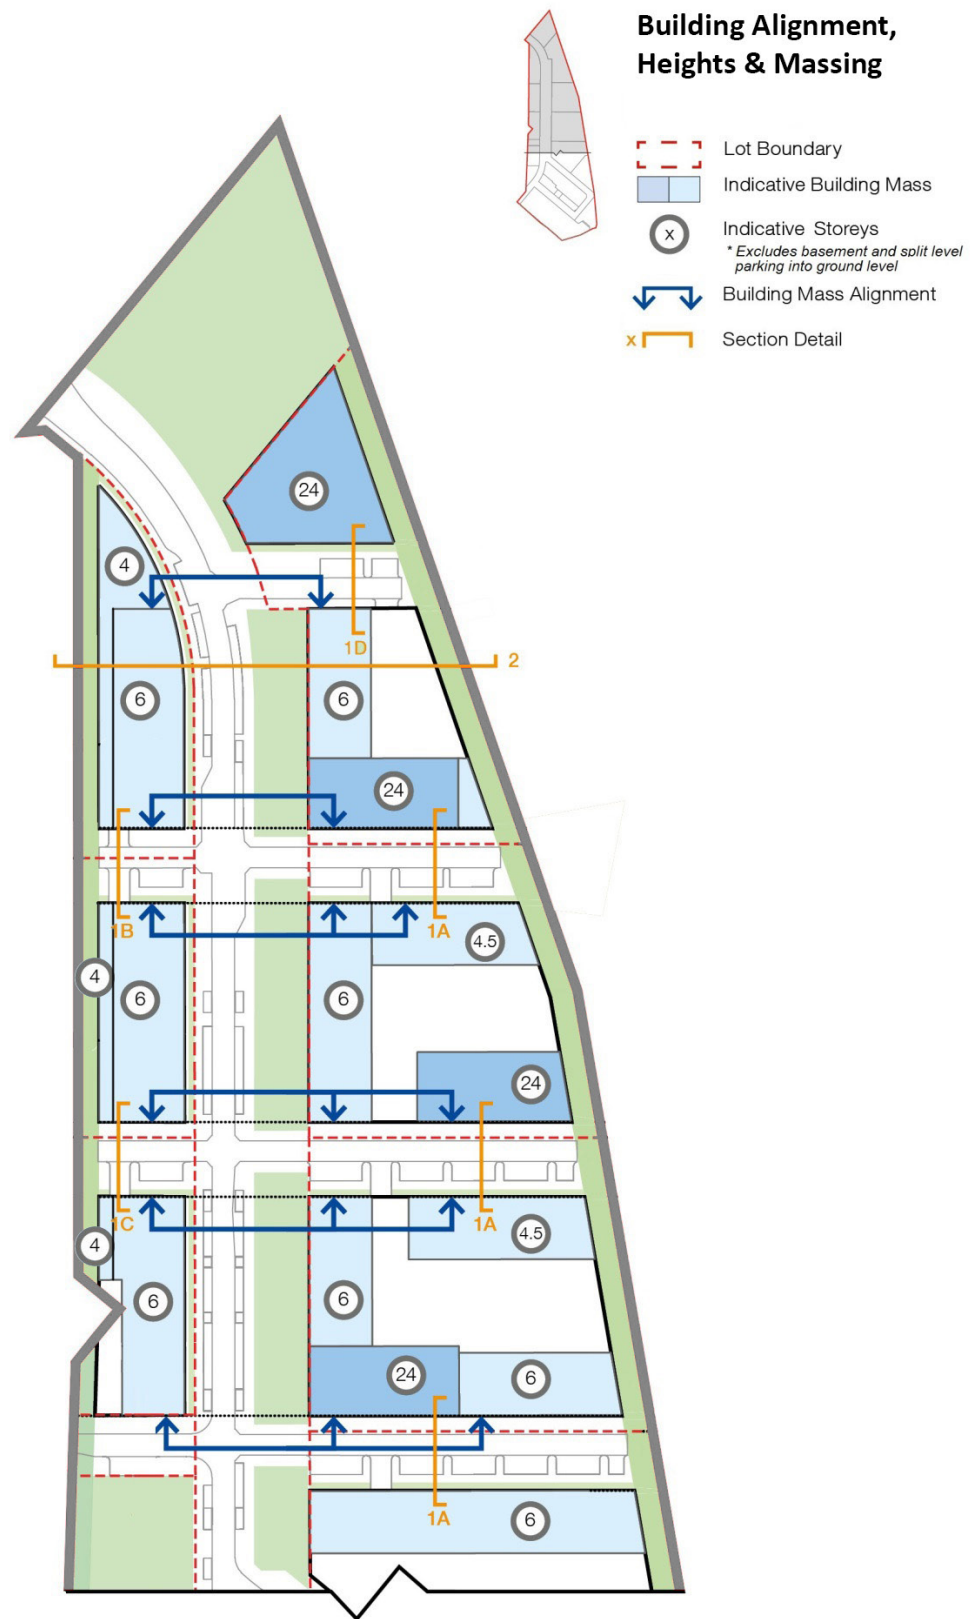 Building Alignment,
Heights & Massing
Lot Boundary
Indicative Building Mass
x
Indicative Storeys
* Excludes basement and split level
parking into ground level
Building Mass Alignment
x
Section Detail
24
4
1D
2
6
6
24
1B
1A
4.5
4
6
6
24
1C
1A
4
4.5
6
6
24
6
1A
6